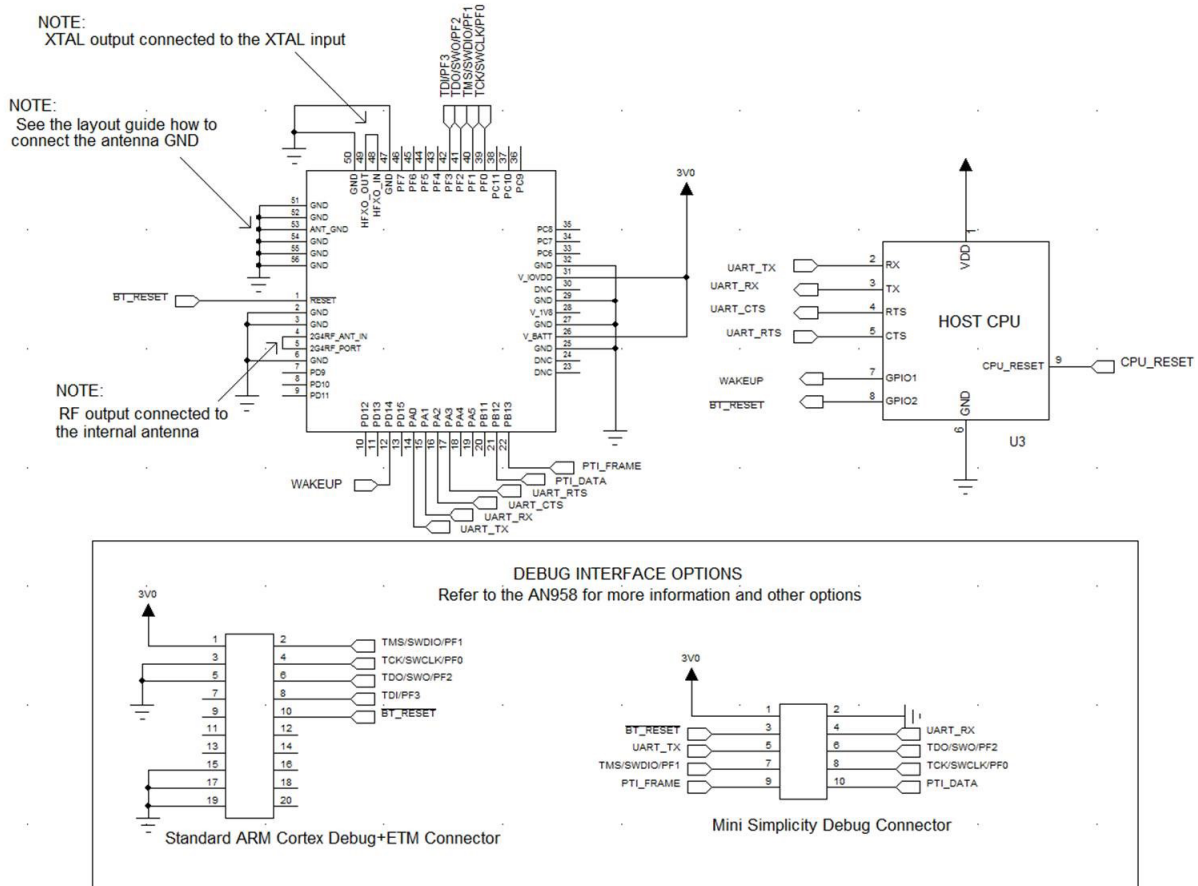 NOTE:
XTAL output connected to the XTAL input
NOTE:
See the layout guide how to
connect the antenna GND
TDI/PF3
TDO/SWO/PF2
TMS/SWDIO/PF1
TCK/SWCLK/PF0
50 49 48 47 46 45 44 43 42 41 40 39 38 37 36
GND HFXO_OUT HFXO_IN GND PF7 PF6 PF5 PF4 PF3 PF2 PF1 PF0 PC11 PC10 PC9
51 GND
52 GND
53 ANT_GND
54 GND
55 GND
56 GND
BT_RESET
1 RESET
2 GND
3 GND
4 2G4RF_ANT_IN
5 2G4RF_PORT
6 GND
7 PD9
8 PD10
9 PD11
3V0
PC8 35
PC7 34
PC6 33
GND 32
V_IOVDD 31
DNC 30
GND 29
V_1V8 28
GND 27
V_BATT 26
GND 25
DNC 24
DNC 23
PD12 PD13 PD14 PD15 PA0 PA1 PA2 PA3 PA4 PA5 PB11 PB12 PB13
10 11 12 13 14 15 16 17 18 19 20 21 22
NOTE:
RF output connected to
the internal antenna
WAKEUP
PTI_FRAME
PTI_DATA
UART_RTS
UART_CTS
UART_RX
UART_TX
1
VDD
UART_TX 2 RX
UART_RX 3 TX
UART_CTS 4 RTS
UART_RTS 5 CTS
HOST CPU
CPU_RESET 9 CPU_RESET
WAKEUP 7 GPIO1
BT_RESET 8 GPIO2
GND
6
U3
DEBUG INTERFACE OPTIONS
Refer to the AN958 for more information and other options
3V0
1 2 TMS/SWDIO/PF1
3 4 TCK/SWCLK/PF0
5 6 TDO/SWO/PF2
7 8 TDI/PF3
9 10 BT_RESET
11 12
13 14
15 16
17 18
19 20
Standard ARM Cortex Debug+ETM Connector
3V0
1 2
BT_RESET 3 4 UART_RX
UART_TX 5 6 TDO/SWO/PF2
TMS/SWDIO/PF1 7 8 TCK/SWCLK/PF0
PTI_FRAME 9 10 PTI_DATA
Mini Simplicity Debug Connector